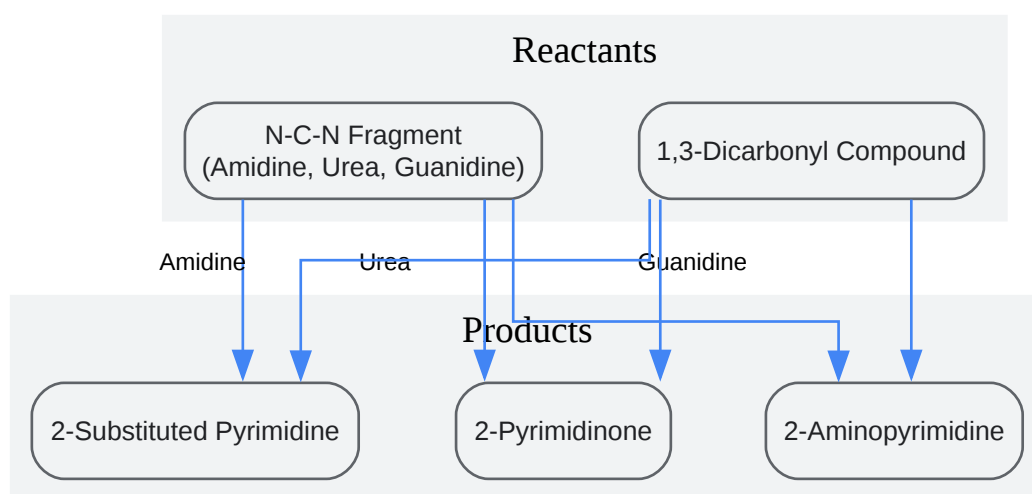 Reactants
N-C-N Fragment
(Amidine, Urea, Guanidine)
1,3-Dicarbonyl Compound
Amidine
Urea
Guanidine
Products
2-Substituted Pyrimidine
2-Pyrimidinone
2-Aminopyrimidine